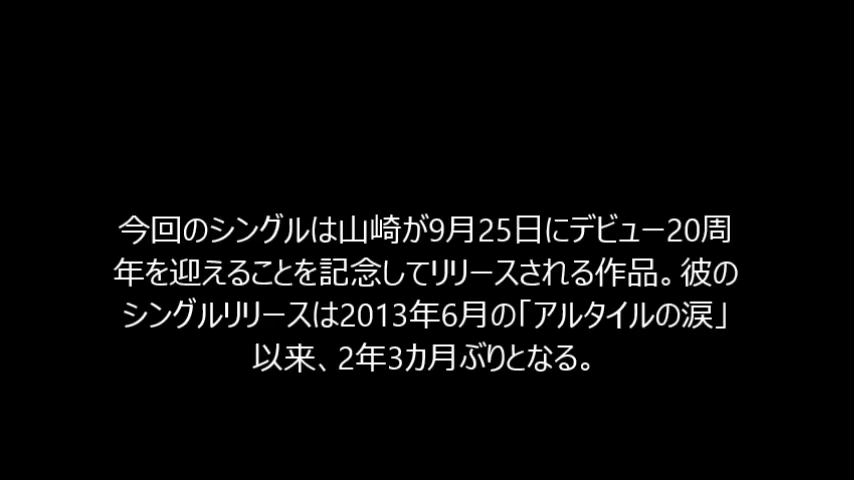 今回のシングルは山崎が9月25日にデビュー20周
年を迎えることを記念してリリースされる作品。彼の
シングルリリースは2013年6月の「アルタイルの涙」
以来、2年3カ月ぶりとなる。